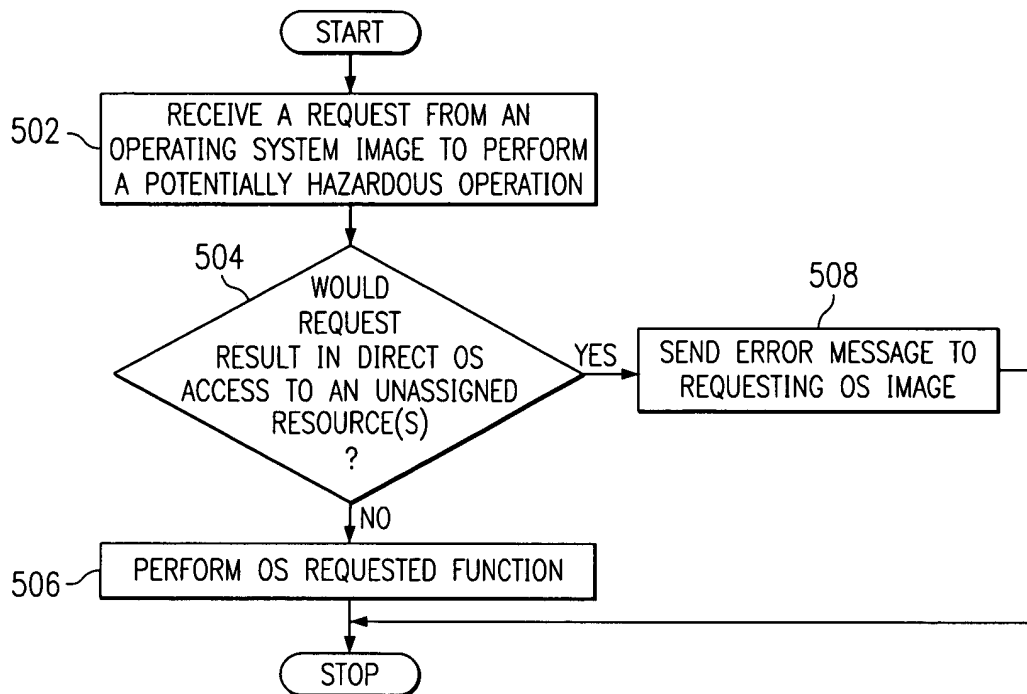 START
502
RECEIVE A REQUEST FROM AN
OPERATING SYSTEM IMAGE TO PERFORM
A POTENTIALLY HAZARDOUS OPERATION
504
WOULD
REQUEST
RESULT IN DIRECT OS
ACCESS TO AN UNASSIGNED
RESOURCE(S)
?
YES
508
SEND ERROR MESSAGE TO
REQUESTING OS IMAGE
NO
506
PERFORM OS REQUESTED FUNCTION
STOP